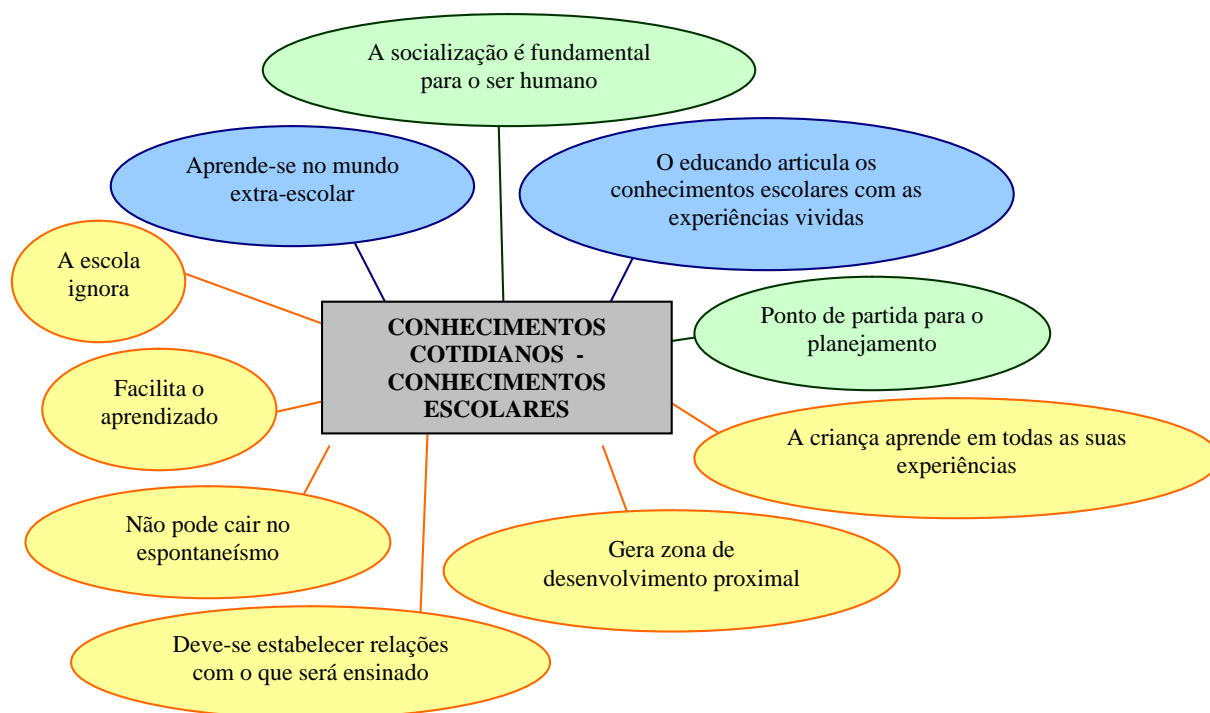 A socialização é fundamental
para o ser humano
Aprende-se no mundo
extra-escolar
O educando articula os
conhecimentos escolares com as
experiências vividas
A escola
ignora
CONHECIMENTOS
COTIDIANOS -
CONHECIMENTOS
ESCOLARES
Ponto de partida para o
planejamento
Facilita o
aprendizado
A criança aprende em todas as suas
experiências
Não pode cair no
espontaneísmo
Gera zona de
desenvolvimento proximal
Deve-se estabelecer relações
com o que será ensinado